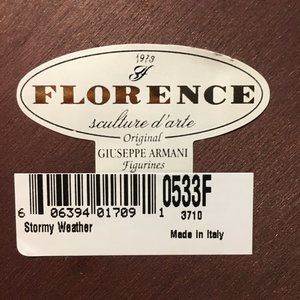 1973
FLORENCE
sculture d'arte
Original
GIUSEPPE ARMANI
Figurines
0533F
6 06394 01709 1
3710
Stormy Weather
Made in Italy